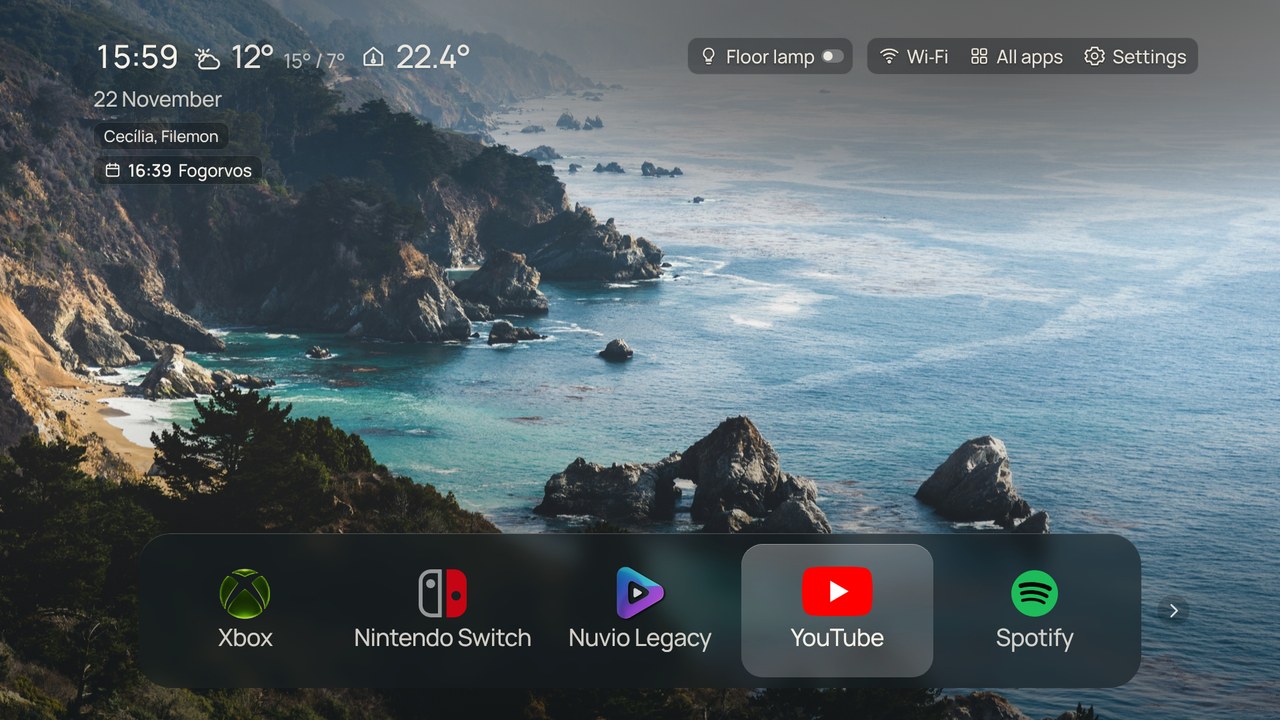 15:59 12° 15° / 7° 22.4°
22 November
Cecília, Filemon
16:39 Fogorvos
Floor lamp
Wi-Fi All apps Settings
Xbox
Nintendo Switch
Nuvio Legacy
YouTube
Spotify